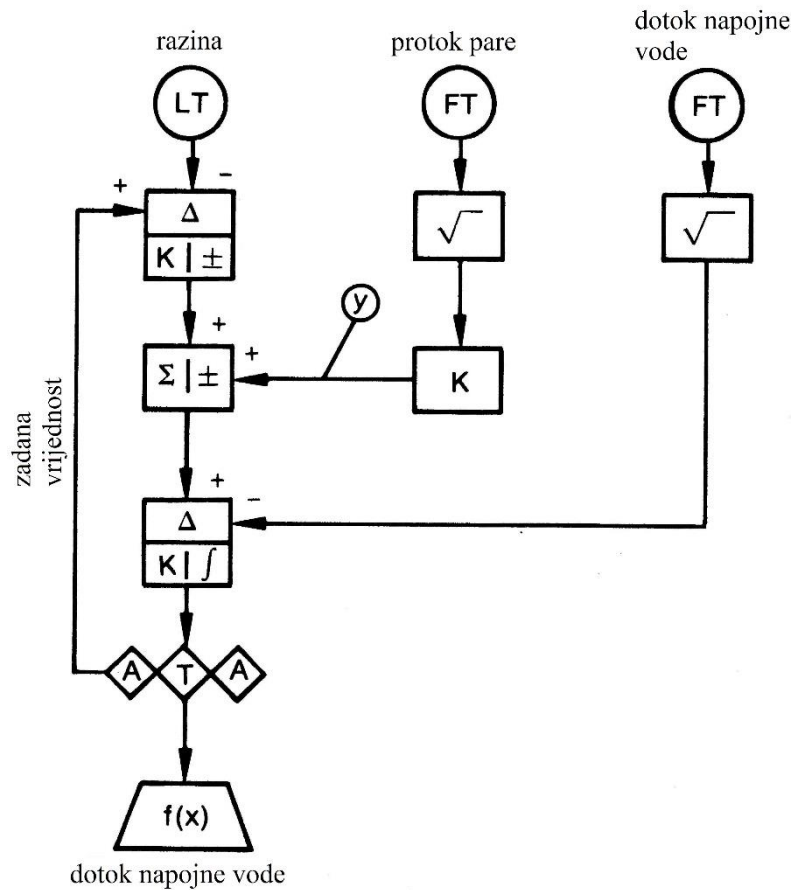 razina
protok pare
dotok napojne
vode
LT
FT
FT
+
-
Δ
K | ±
√
√
y
+
+
Σ | ±
K
zadana
vrijednost
+
-
Δ
K | ∫
A
T
A
f(x)
dotok napojne vode